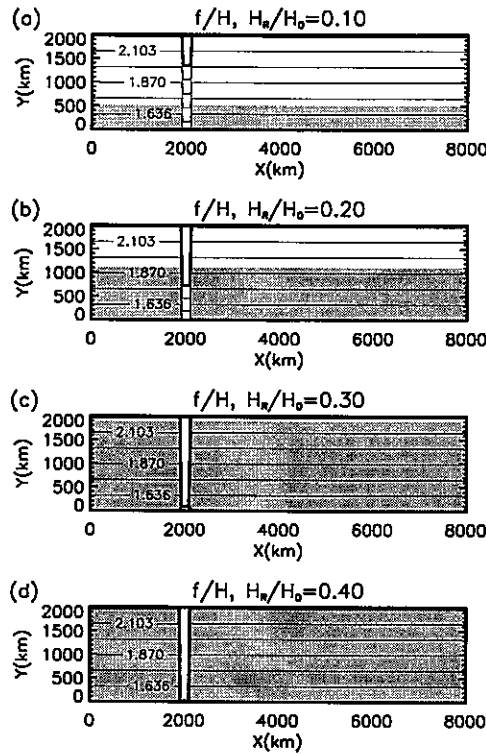 (a) f/H, H_R/H_0=0.10
Y(km)
2000
1500
1000
500
0
2.103
1.870
1.636
0 2000 4000 6000 8000
X(km)
(b) f/H, H_R/H_0=0.20
Y(km)
2000
1500
1000
500
0
2.103
1.870
1.636
0 2000 4000 6000 8000
X(km)
(c) f/H, H_R/H_0=0.30
Y(km)
2000
1500
1000
500
0
2.103
1.870
1.636
0 2000 4000 6000 8000
X(km)
(d) f/H, H_R/H_0=0.40
Y(km)
2000
1500
1000
500
0
2.103
1.870
1.636
0 2000 4000 6000 8000
X(km)